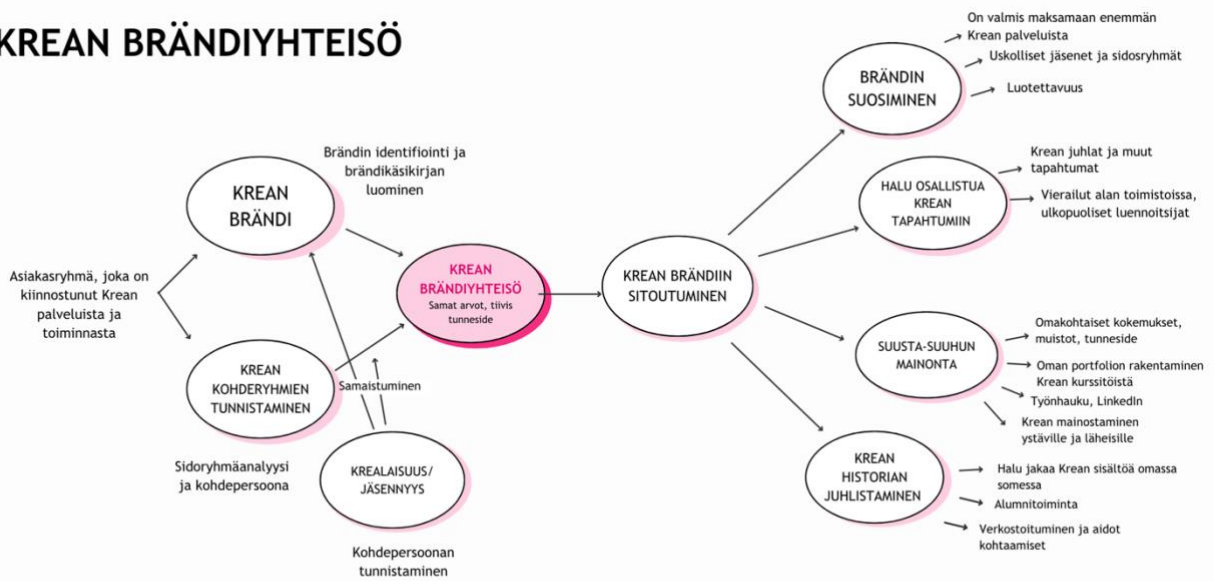 KREAN BRÄNDIYHTEISÖ
Asiakasryhmä, joka on
kiinnostunut Krean
palveluista ja
toiminnasta
KREAN
BRÄNDI
Brändin identifiointi ja
brändikäsikirjan
luominen
KREAN
KOHDERYHMIEN
TUNNISTAMINEN
Sidoryhmäanalyysi
ja kohdepersoona
Samaistuminen
KREALAISUUS/
JÄSENNYYS
Kohdepersoonan
tunnistaminen
KREAN
BRÄNDIYHTEISÖ
Samat arvot, tiivis
tunneside
KREAN BRÄNDIIN
SITOUTUMINEN
BRÄNDIN
SUOSIMINEN
On valmis maksamaan enemmän
Krean palveluista
Uskolliset jäsenet ja sidosryhmät
Luotettavuus
HALU OSALLISTUA
KREAN
TAPAHTUMIIN
Krean juhlat ja muut
tapahtumat
Vierailut alan toimistoissa,
ulkopuoliset luennoitsijat
SUUSTA-SUUHUN
MAINONTA
Omakohtaiset kokemukset,
muistot, tunneside
Oman portfolion rakentaminen
Krean kurssitöistä
Työnhauku, LinkedIn
Krean mainostaminen
ystäville ja läheisille
KREAN
HISTORIAN
JUHLISTAMINEN
Halu jakaa Krean sisältöä omassa
somessa
Alumnitoiminta
Verkostoituminen ja aidot
kohtaamiset